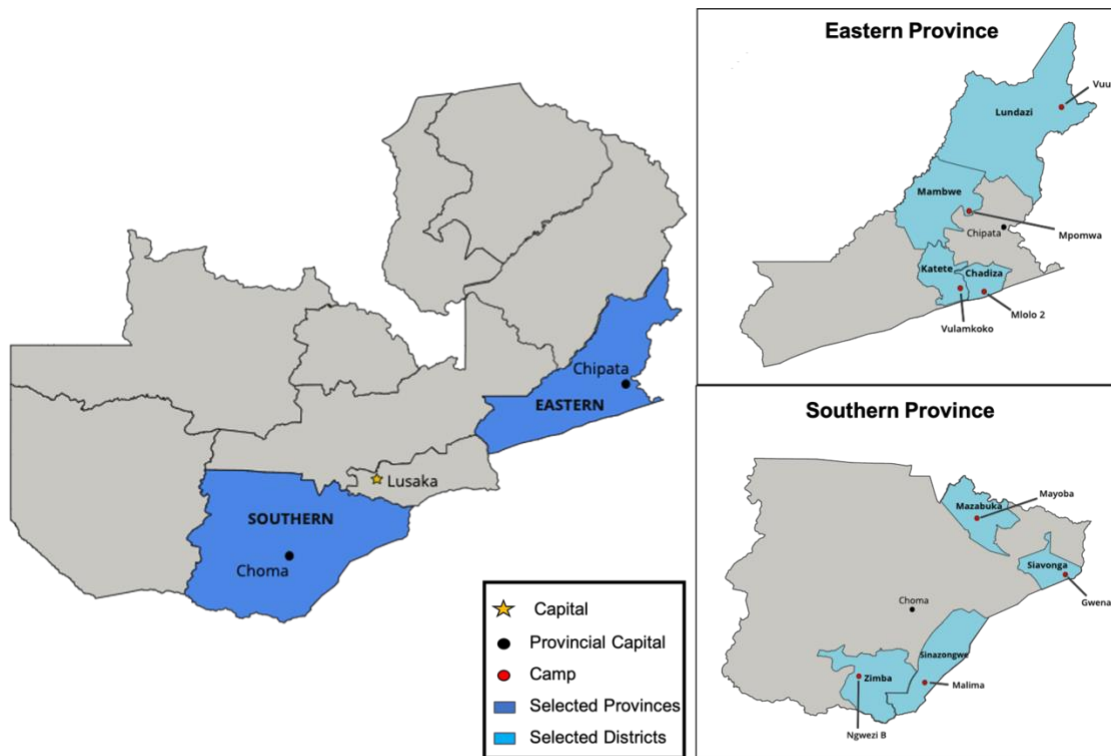 Chipata
EASTERN
Lusaka
SOUTHERN
Choma
Capital
Provincial Capital
Camp
Selected Provinces
Selected Districts
Eastern Province
Vuu
Lundazi
Mambwe
Chipata
Mpomwa
Katete
Chadiza
Mlolo 2
Vulamkoko
Southern Province
Mayoba
Mazabuka
Siavonga
Gwena
Choma
Sinazongwe
Zimba
Malima
Ngwezi B